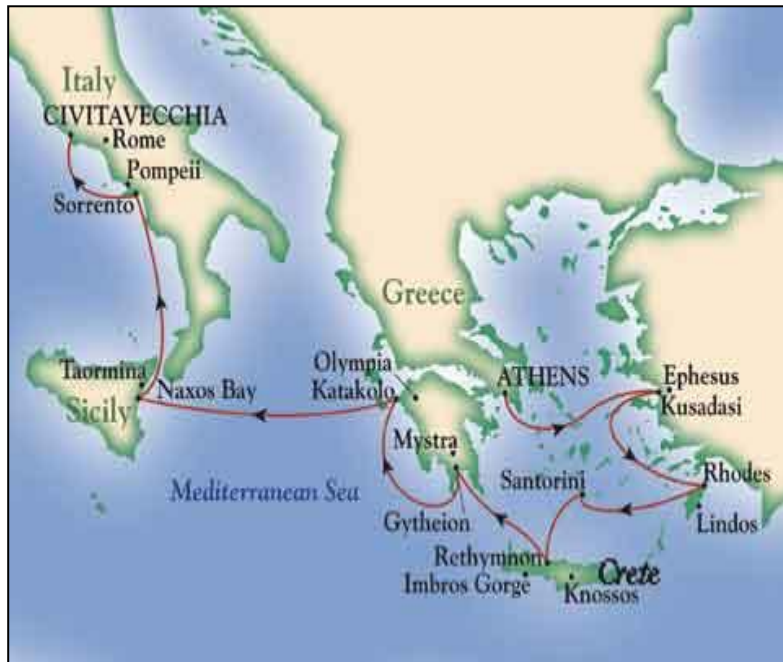 Italy
CIVITAVECCHIA
Rome
Pompeii
Sorrento
Greece
Taormina
Naxos Bay
Sicily
Olympia
Katakolo
ATHENS
Ephesus
Kusadasi
Mystra
Santorini
Rhodes
Mediterranean Sea
Gytheion
Lindos
Rethymnon
Crete
Imbros Gorge
Knossos